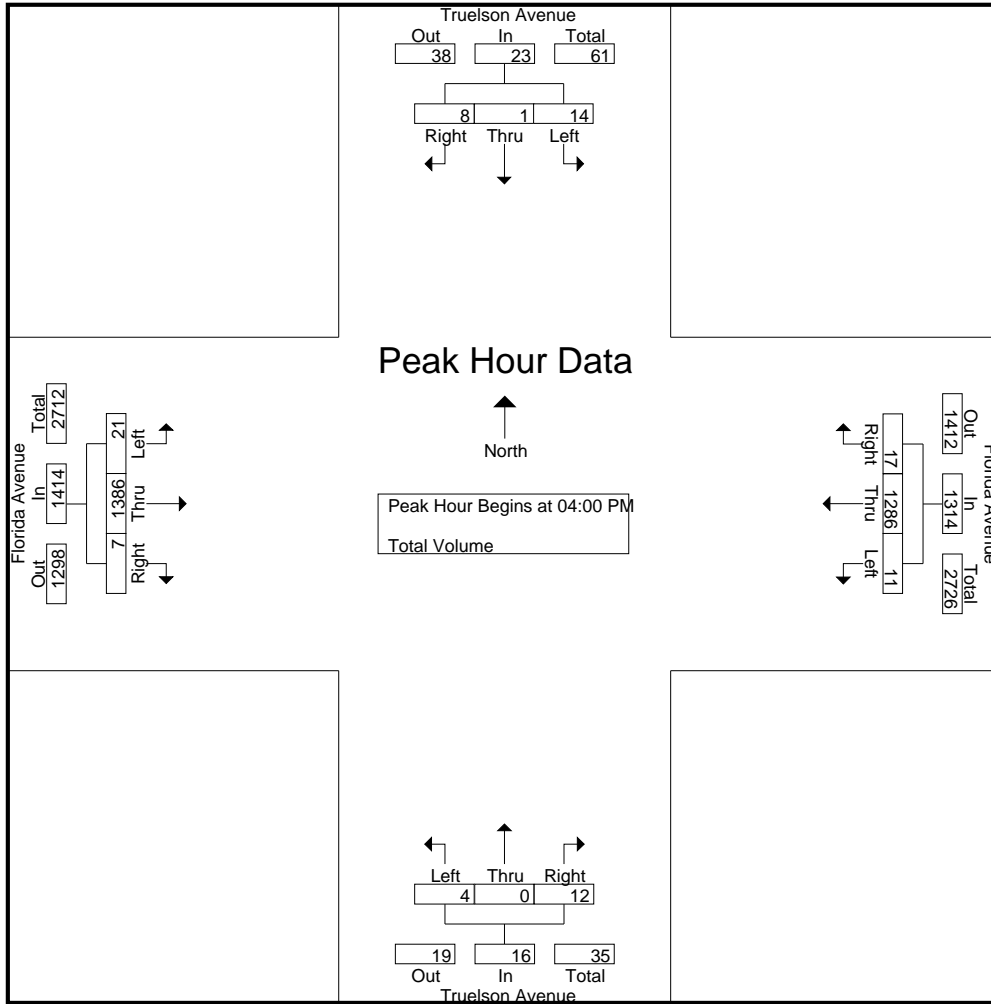 Truelson Avenue
Out In Total
38 23 61
8 1 14
Right Thru Left
Peak Hour Data
North
Peak Hour Begins at 04:00 PM
Total Volume
Florida Avenue
Total In Out
2712 1414 1298
21 1386 7
Left Thru Right
Right Thru Left
17 1286 11
Out In Total
1412 1314 2726
Florida Avenue
Left Thru Right
4 0 12
19 16 35
Out In Total
Truelson Avenue